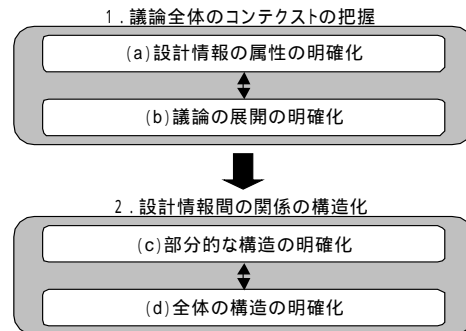 1．議論全体のコンテクストの把握
(a)設計情報の属性の明確化
(b)議論の展開の明確化
2．設計情報間の関係の構造化
(c)部分的な構造の明確化
(d)全体の構造の明確化